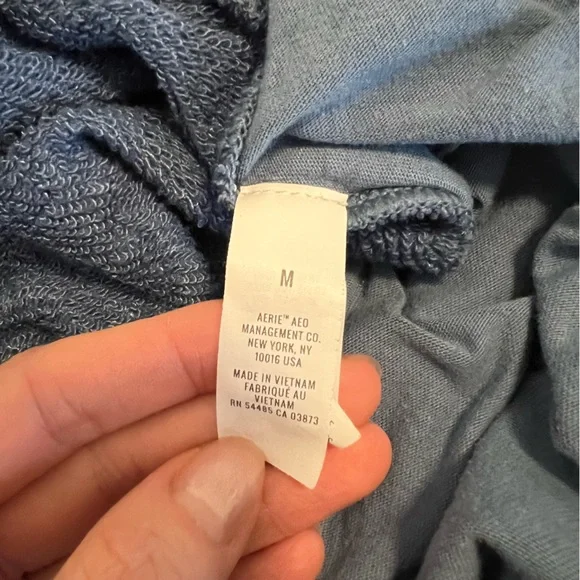 M
AERIE™ AEO
MANAGEMENT CO.
NEW YORK, NY
10016 USA
MADE IN VIETNAM
FABRIQUÉ AU
VIETNAM
RN 54485 CA 03873